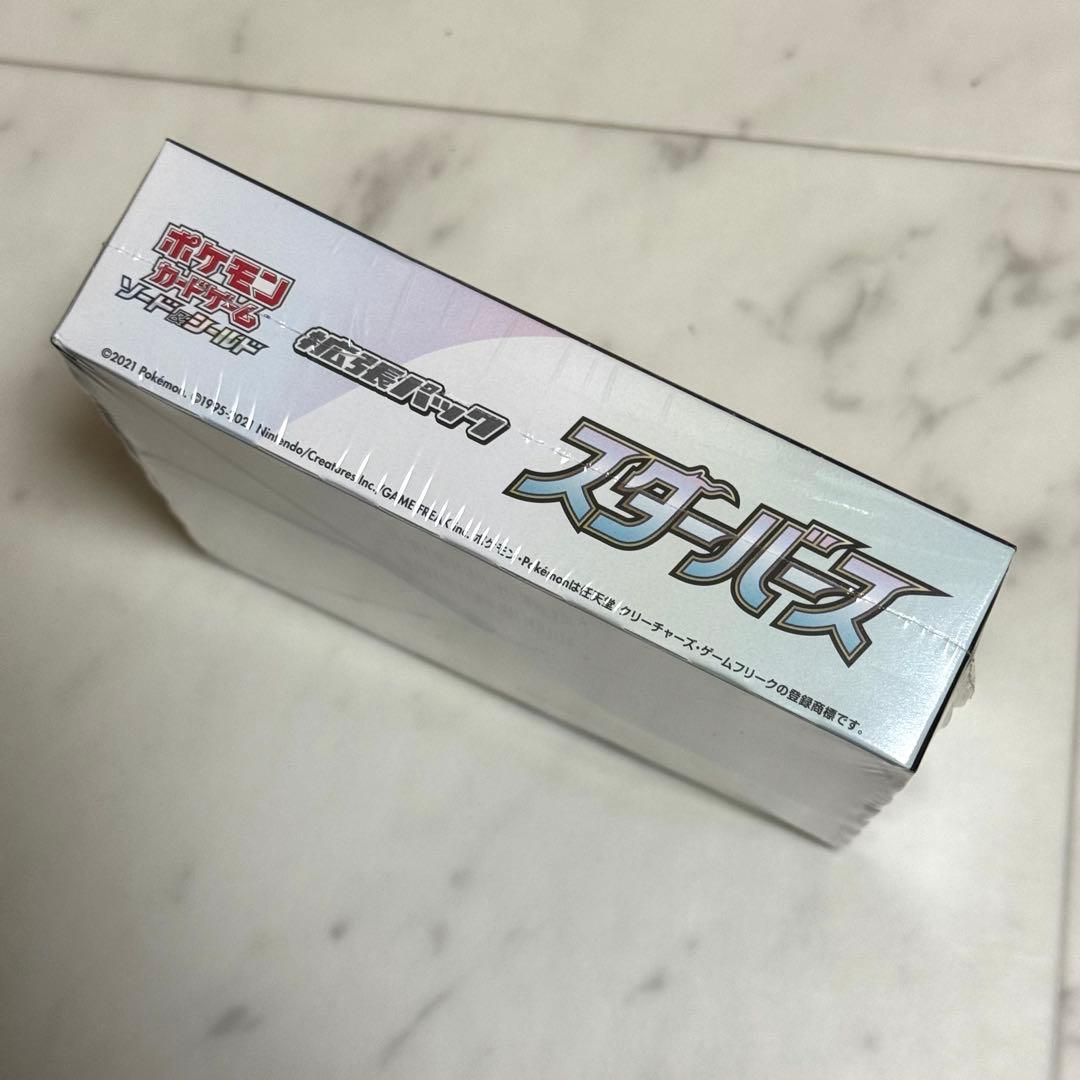 ポケモン
カードゲーム
ソード&シールド
拡張パック
スターバース
©2021 Pokémon. ©1995-2021 Nintendo/Creatures Inc./GAME FREAK inc. ポケモン・Pokémonは任天堂・クリーチャーズ・ゲームフリークの登録商標です。